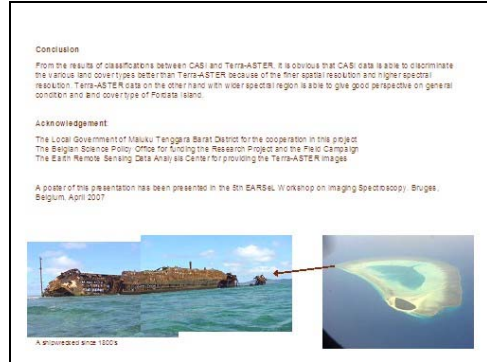 Conclusion
From the results of classifications between CASI and Terra-ASTER, it is obvious that CASI data is able to discriminate
the various land cover types better than Terra-ASTER because of the finer spatial resolution and higher spectral
resolution. Terra-ASTER data on the other hand with wider spectral region is able to give good perspective on general
condition and land cover type of Fordata Island.
Acknowledgement
The Local Government of Maluku Tenggara Barat District for the cooperation in this project
The Belgian Science Policy Office for funding the Research Project and the Field Campaign
The Earth Remote Sensing Data Analysis Center for providing the Terra-ASTER images
A poster of this presentation has been presented in the 5th EARSeL Workshop on Imaging Spectroscopy. Bruges,
Belgium, April 2007
A shipwrecked since 1800's